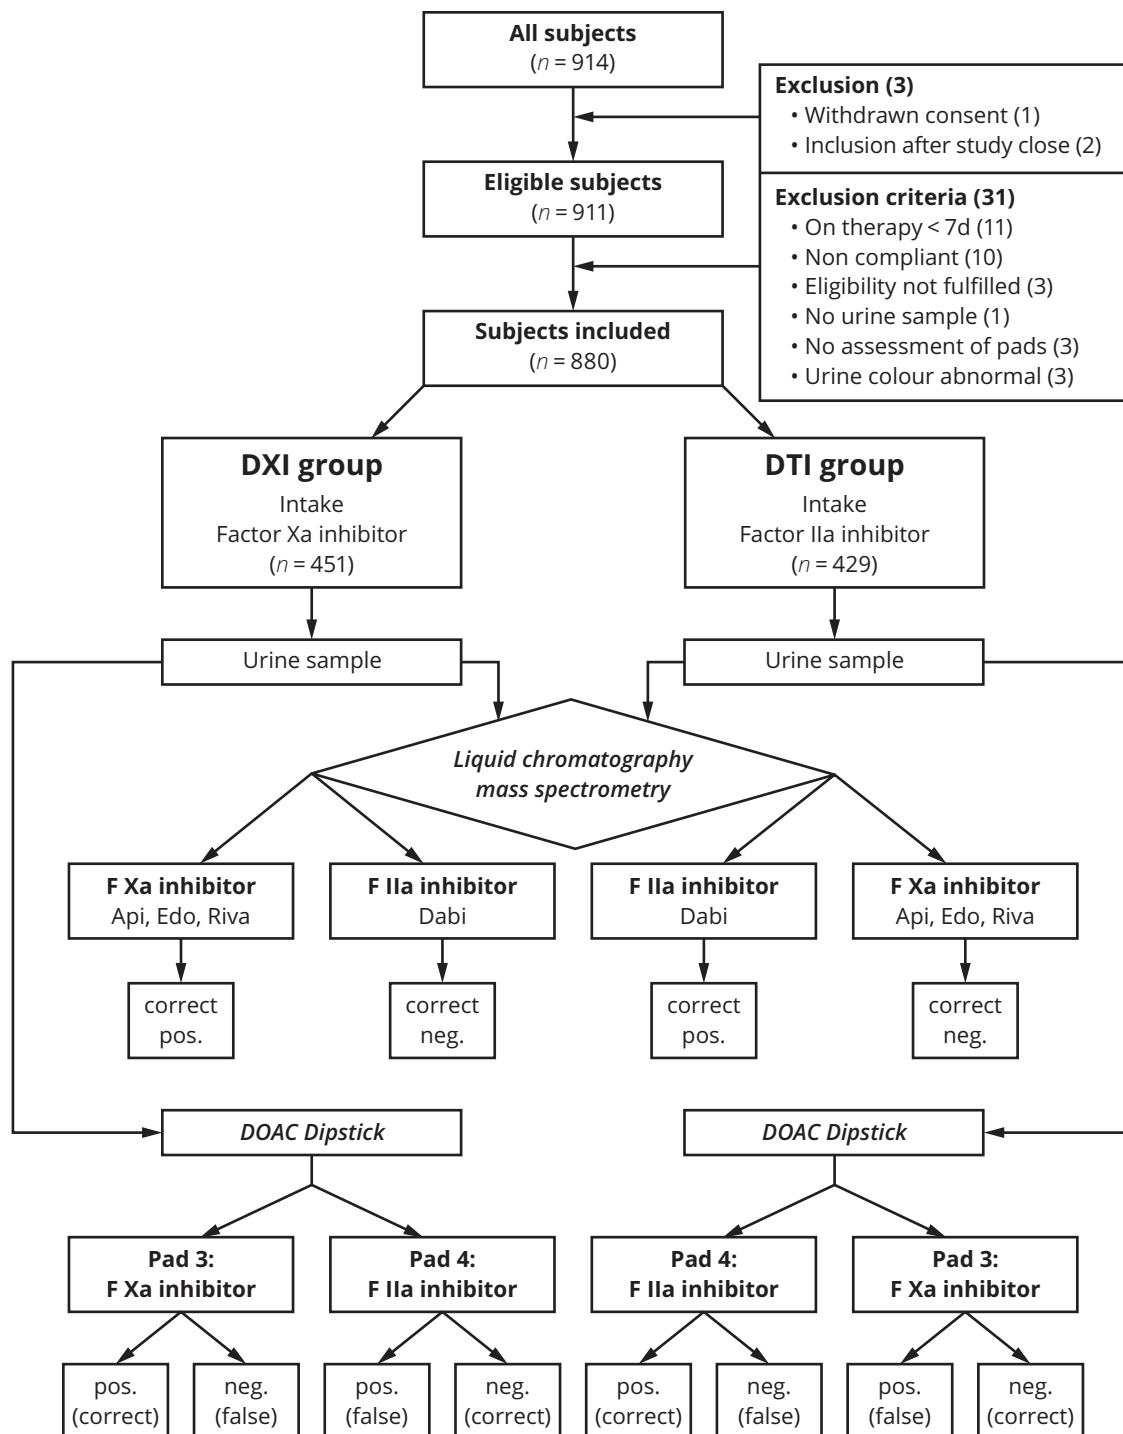 All subjects
(n = 914)
Exclusion (3)
• Withdrawn consent (1)
• Inclusion after study close (2)
Eligible subjects
(n = 911)
Exclusion criteria (31)
• On therapy < 7d (11)
• Non compliant (10)
• Eligibility not fulfilled (3)
• No urine sample (1)
• No assessment of pads (3)
• Urine colour abnormal (3)
Subjects included
(n = 880)
DXI group
Intake
Factor Xa inhibitor
(n = 451)
DTI group
Intake
Factor IIa inhibitor
(n = 429)
Urine sample
Urine sample
Liquid chromatography
mass spectrometry
F Xa inhibitor
Api, Edo, Riva
F IIa inhibitor
Dabi
F IIa inhibitor
Dabi
F Xa inhibitor
Api, Edo, Riva
correct
pos.
correct
neg.
correct
pos.
correct
neg.
DOAC Dipstick
DOAC Dipstick
Pad 3:
F Xa inhibitor
Pad 4:
F IIa inhibitor
Pad 4:
F IIa inhibitor
Pad 3:
F Xa inhibitor
pos.
(correct)
neg.
(false)
pos.
(false)
neg.
(correct)
pos.
(correct)
neg.
(false)
pos.
(false)
neg.
(correct)